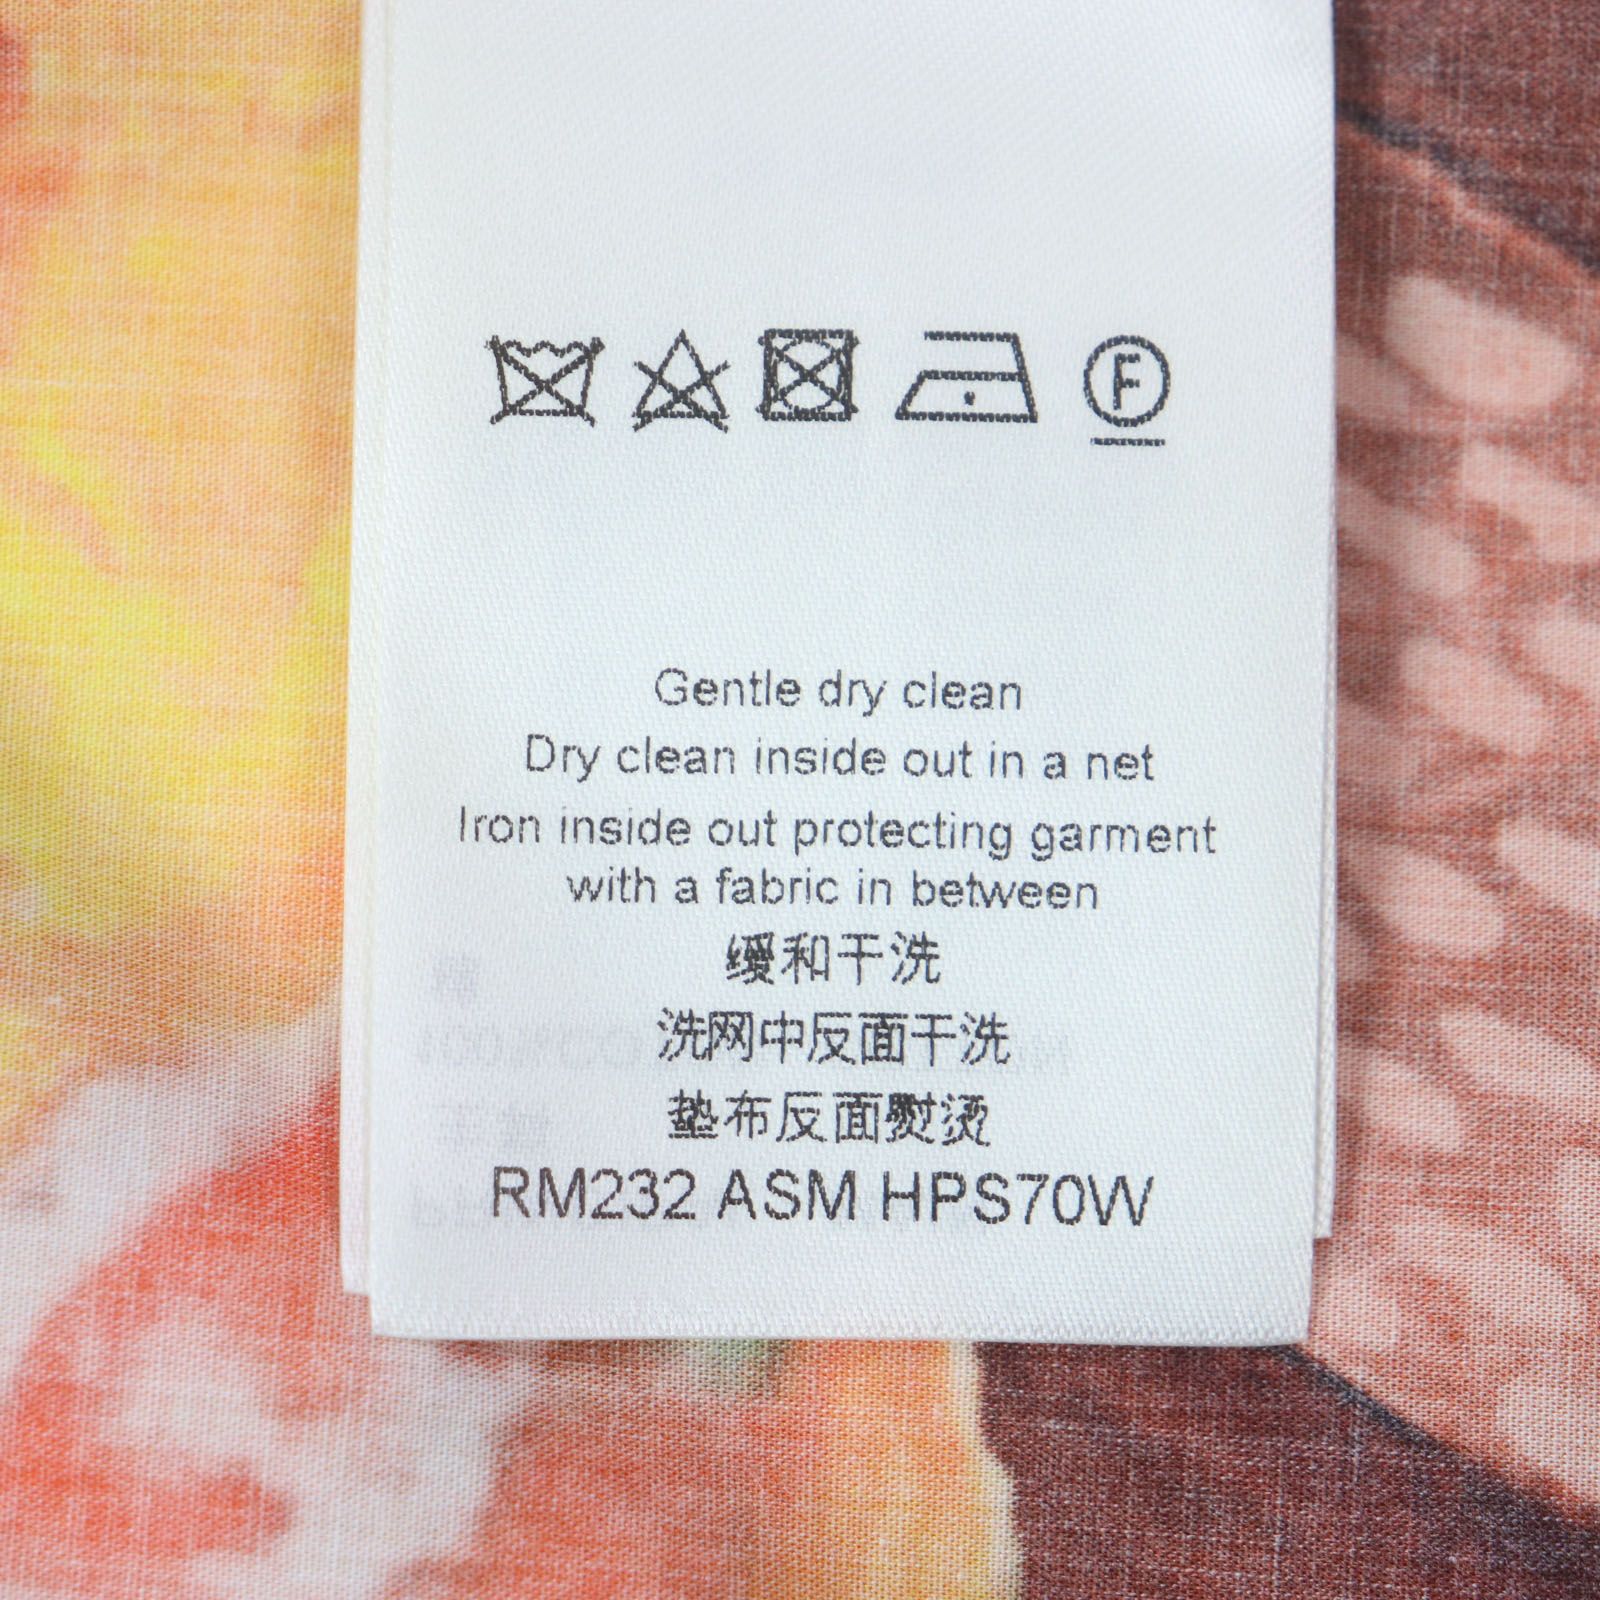 F
Gentle dry clean
Dry clean inside out in a net
Iron inside out protecting garment
with a fabric in between
缓和干洗
洗网中反面干洗
垫布反面熨烫
RM232 ASM HPS70W